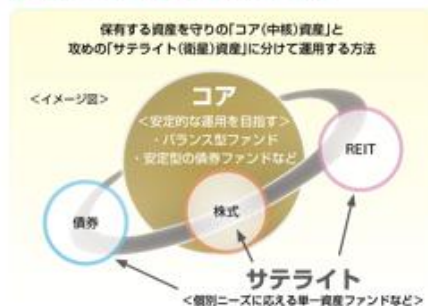 保有する資産を守りの「コア(中核)資産」と
攻めの「サテライト(衛星)資産」に分けて運用する方法
<イメージ図>
コア
<安定的な運用を目指す>
・バランス型ファンド
・安定型の債券ファンドなど
REIT
株式
債券
サテライト
<個別ニーズに応える単一資産ファンドなど>